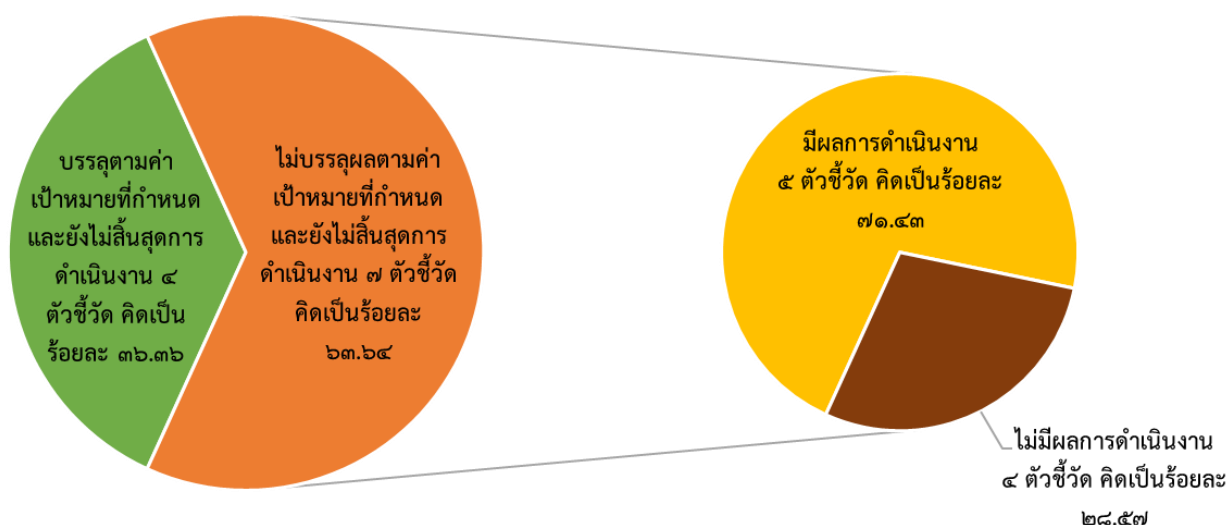 บรรลุตามค่า
เป้าหมายที่กำหนด
และยังไม่สิ้นสุดการ
ดำเนินงาน ๔
ตัวชี้วัด คิดเป็น
ร้อยละ ๓๖.๓๖
ไม่บรรลุผลตามค่า
เป้าหมายที่กำหนด
และยังไม่สิ้นสุดการ
ดำเนินงาน ๗ ตัวชี้วัด
คิดเป็นร้อยละ
๖๓.๖๔
มีผลการดำเนินงาน
๕ ตัวชี้วัด คิดเป็นร้อยละ
๗๑.๔๓
ไม่มีผลการดำเนินงาน
๔ ตัวชี้วัด คิดเป็นร้อยละ
๒๘.๕๗